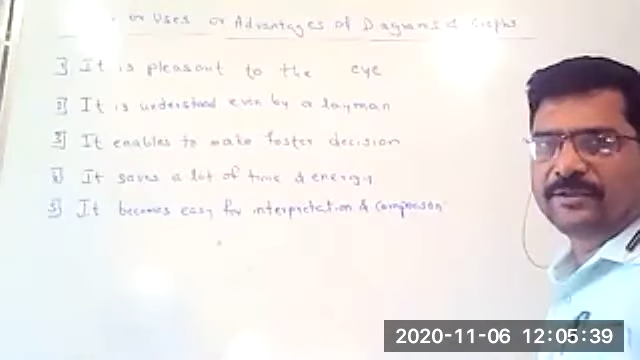 or Uses or Advantages of Diagrams & Graphs
1] It is pleasant to the eye
2] It is understood even by a layman
3] It enables to make faster decision
4] It saves a lot of time & energy
5] It becomes easy for interpretation & comparison
2020-11-06 12:05:39